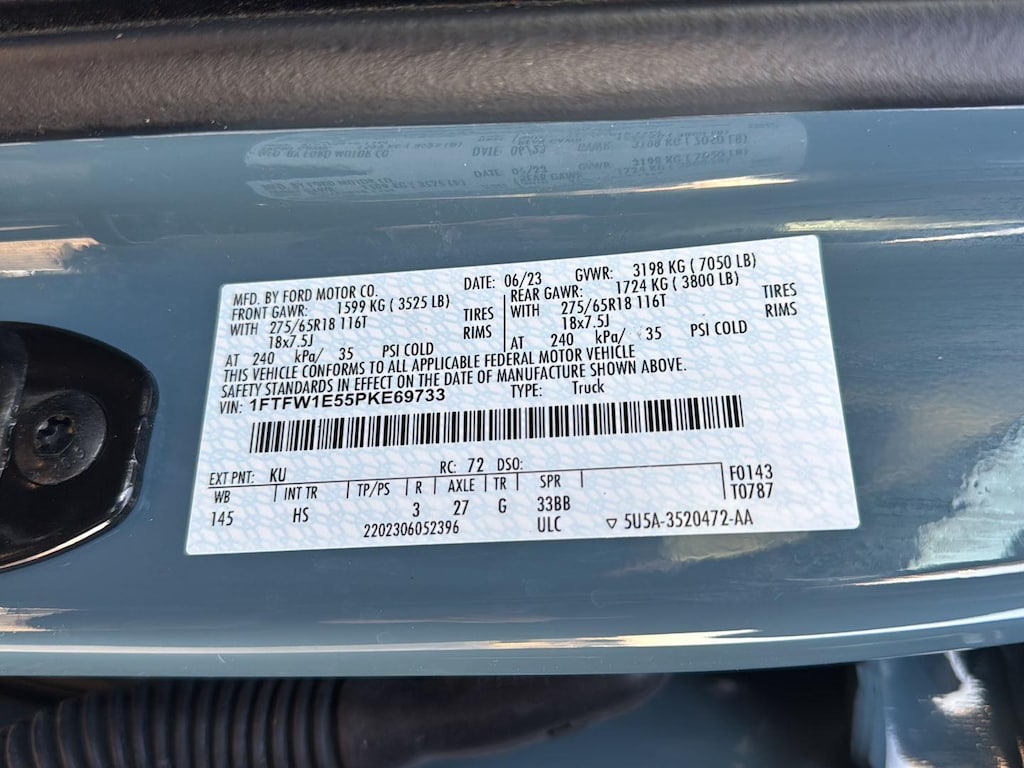 MFD. BY FORD MOTOR CO.
DATE: 06/23 GVWR: 3198 KG ( 7050 LB)
FRONT GAWR: 1599 KG ( 3525 LB)
WITH 275/65R18 116T TIRES
18x7.5J RIMS
AT 240 kPa/ 35 PSI COLD
REAR GAWR: 1724 KG ( 3800 LB)
WITH 275/65R18 116T TIRES
18x7.5J RIMS
AT 240 kPa/ 35 PSI COLD
THIS VEHICLE CONFORMS TO ALL APPLICABLE FEDERAL MOTOR VEHICLE
SAFETY STANDARDS IN EFFECT ON THE DATE OF MANUFACTURE SHOWN ABOVE.
VIN: 1FTFW1E55PKE69733 TYPE: Truck
EXT PNT: KU RC: 72 DSO:
WB INT TR TP/PS R AXLE TR SPR F0143
145 HS 3 27 G 33BB T0787
2202306052396 ULC ▽ 5U5A-3520472-AA